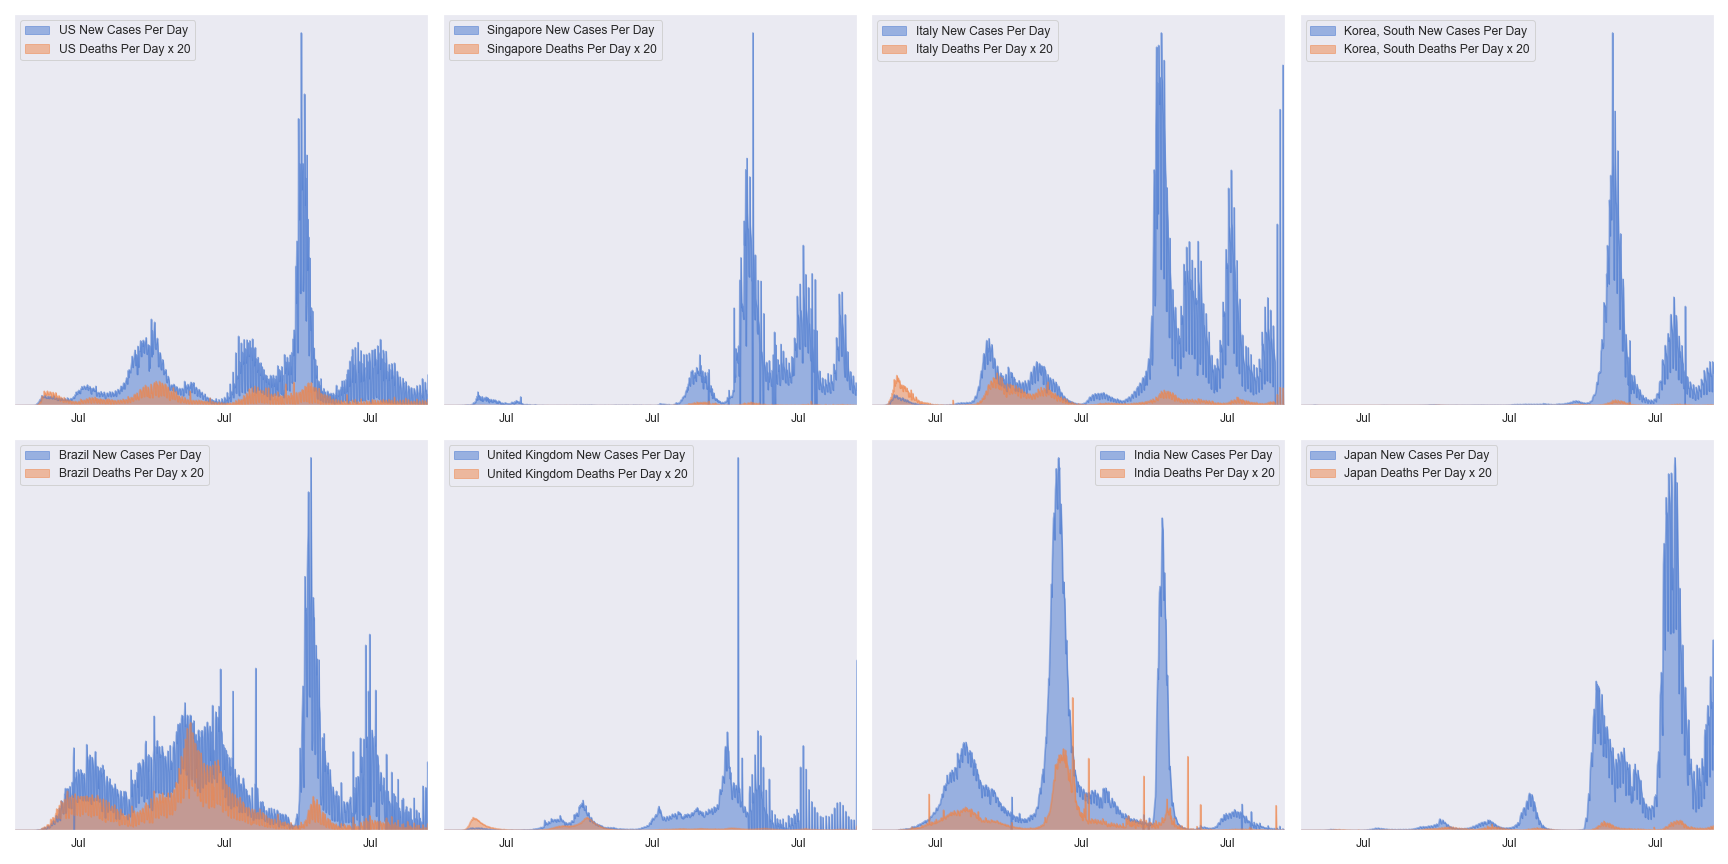 US New Cases Per Day
US Deaths Per Day x 20
Singapore New Cases Per Day
Singapore Deaths Per Day x 20
Italy New Cases Per Day
Italy Deaths Per Day x 20
Korea, South New Cases Per Day
Korea, South Deaths Per Day x 20
Jul Jul Jul
Jul Jul Jul
Jul Jul Jul
Jul Jul Jul
Brazil New Cases Per Day
Brazil Deaths Per Day x 20
United Kingdom New Cases Per Day
United Kingdom Deaths Per Day x 20
India New Cases Per Day
India Deaths Per Day x 20
Japan New Cases Per Day
Japan Deaths Per Day x 20
Jul Jul Jul
Jul Jul Jul
Jul Jul Jul
Jul Jul Jul